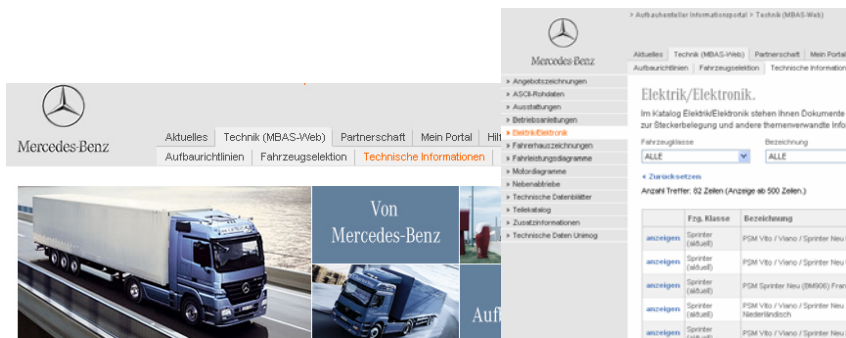 Mercedes-Benz
Aktuelles Technik (MBAS-Web) Partnerschaft Mein Portal Hilf
Aufbaurichtlinien Fahrzeugselektion Technische Informationen
Von
Mercedes-Benz
Auf
> Aufbauhersteller Informationsportal > Technik (MBAS-Web)
Mercedes-Benz
Aktuelles Technik (MBAS-Web) Partnerschaft Mein Portal
Aufbaurichtlinien Fahrzeugselektion Technische Information
> Angebotszeichnungen
> ASCII-Rohdaten
> Ausstattungen
> Betriebsanleitungen
> Elektrik/Elektronik
> Fahrerhauszeichnungen
> Fahrleistungsdiagramme
> Motordiagramme
> Nebenabtriebe
> Technische Datenblätter
> Teilekatalog
> Zusatzinformationen
> Technische Daten Unimog
Elektrik/Elektronik.
Im Katalog Elektrik/Elektronik stehen Ihnen Dokumente
zur Steckerbelegung und andere themenverwandte Info
Fahrzeugklasse Bezeichnung
ALLE ALLE
< Zurücksetzen
Anzahl Treffer: 82 Zeilen (Anzeige ab 500 Zeilen.)
Fzg. Klasse Bezeichnung
anzeigen Sprinter (aktuell) PSM Vito / Viano / Sprinter Neu
anzeigen Sprinter (aktuell) PSM Vito / Viano / Sprinter Neu
anzeigen Sprinter (aktuell) PSM Sprinter Neu (BM906) Fran
anzeigen Sprinter (aktuell) PSM Vito / Viano / Sprinter Neu Niederländisch
anzeigen Sprinter (aktuell) PSM Vito / Viano / Sprinter Neu